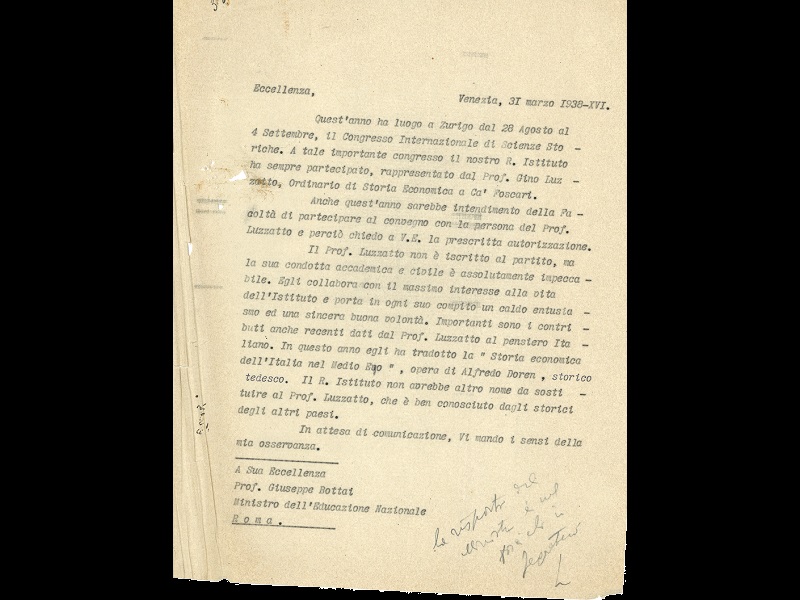 Eccellenza,
Venezia, 3I marzo I938-XVI.
Quest'anno ha luogo a Zurigo dal 28 Agosto al
4 Settembre, il Congresso Internazionale di Scienze Sto -
riche. A tale importante congresso il nostro R. Istituto
ha sempre partecipato, rappresentato dal Prof. Gino Luz -
zatto, Ordinario di Storia Economica a Ca' Foscari.
Anche quest'anno sarebbe intendimento della Fa -
coltà di partecipare al convegno con la persona del Prof.
Luzzatto e perciò chiedo a V.E. la prescritta autorizzazione.
Il Prof. Luzzatto non è iscritto al partito, ma
la sua condotta accademica e civile è assolutamente impecca -
bile. Egli collabora con il massimo interesse alla vita
dell'Istituto e porta in ogni suo compito un caldo entusia -
smo ed una sincera buona volontà. Importanti sono i contri -
buti anche recenti dati dal Prof. Luzzatto al pensiero Ita -
liano. In questo anno egli ha tradotto la " Storia economica
dell'Italia nel Medio Evo " , opera di Alfredo Doren , storico
tedesco. Il R. Istituto non avrebbe altro nome da sosti -
tuire al Prof. Luzzatto, che è ben conosciuto dagli storici
degli altri paesi.
In attesa di comunicazione, Vi mando i sensi della
mia osservanza.
A Sua Eccellenza
Prof. Giuseppe Bottai
Ministro dell'Educazione Nazionale
R o m a .
la risposta del